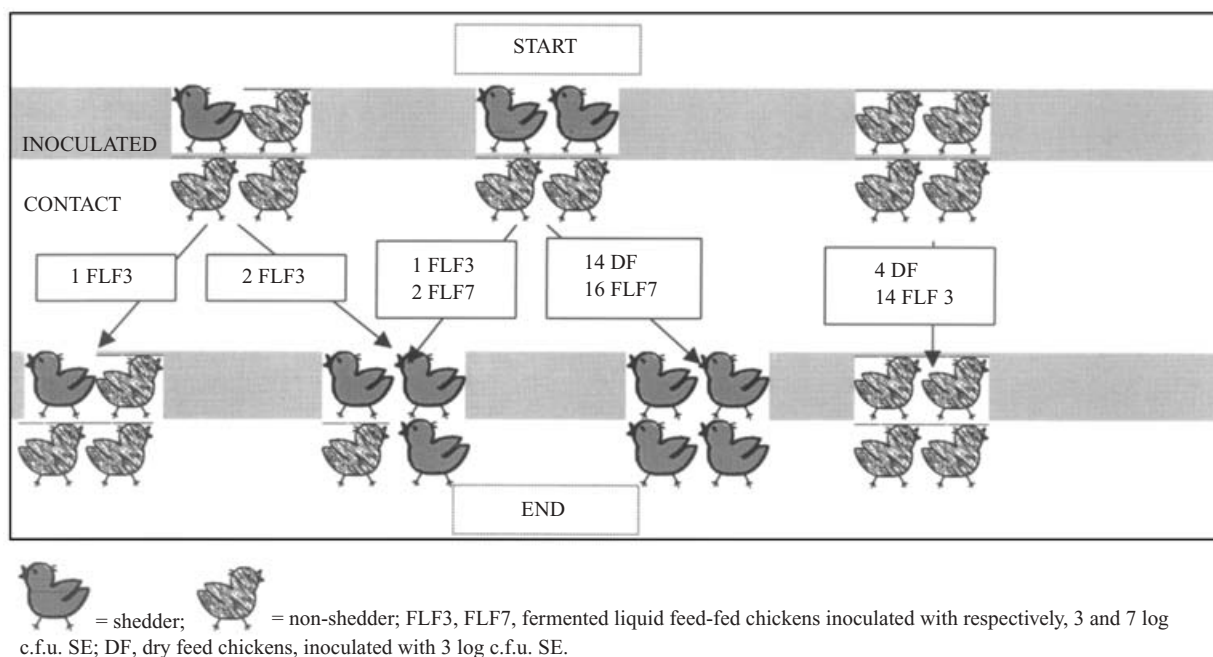 START
INOCULATED
CONTACT
1 FLF3
2 FLF3
1 FLF3
2 FLF7
14 DF
16 FLF7
4 DF
14 FLF 3
END
= shedder; = non-shedder; FLF3, FLF7, fermented liquid feed-fed chickens inoculated with respectively, 3 and 7 log
c.f.u. SE; DF, dry feed chickens, inoculated with 3 log c.f.u. SE.